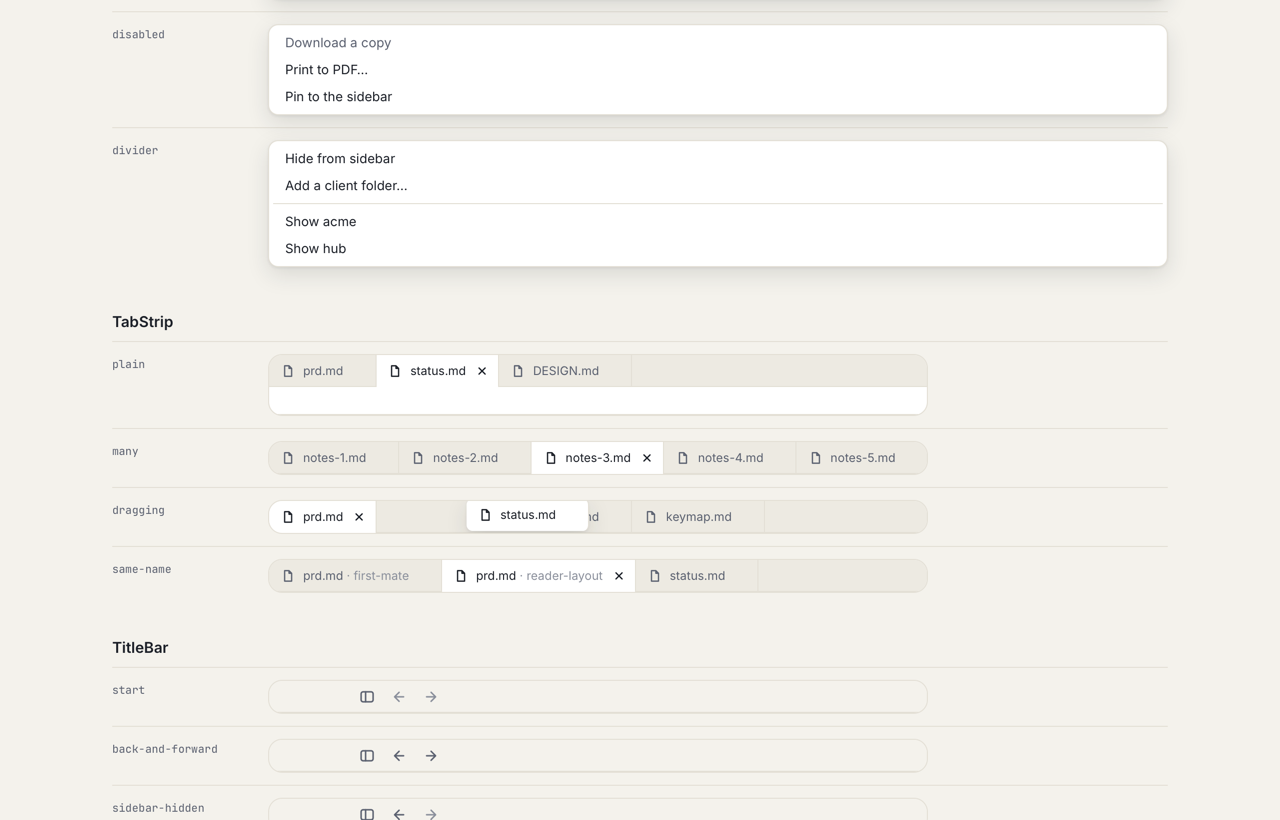 disabled
Download a copy
Print to PDF...
Pin to the sidebar
divider
Hide from sidebar
Add a client folder...
Show acme
Show hub
TabStrip
plain
prd.md status.md DESIGN.md
many
notes-1.md notes-2.md notes-3.md notes-4.md notes-5.md
dragging
prd.md status.md keymap.md
same-name
prd.md · first-mate prd.md · reader-layout status.md
TitleBar
start
back-and-forward
sidebar-hidden